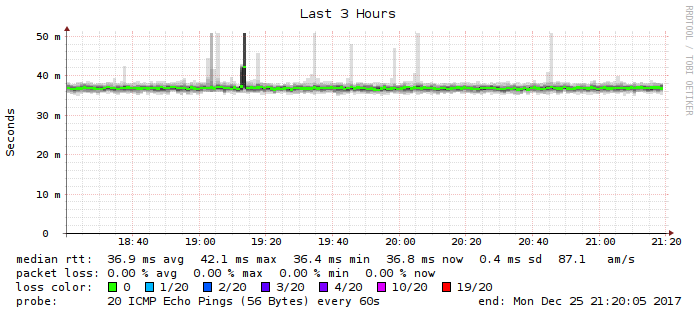 Last 3 Hours
RRDTOOL / TOBI OETIKER
Seconds
50 m
40 m
30 m
20 m
10 m
0
18:40 19:00 19:20 19:40 20:00 20:20 20:40 21:00 21:20
median rtt: 36.9 ms avg 42.1 ms max 36.4 ms min 36.8 ms now 0.4 ms sd 87.1 am/s
packet loss: 0.00 % avg 0.00 % max 0.00 % min 0.00 % now
loss color: 0 1/20 2/20 3/20 4/20 10/20 19/20
probe: 20 ICMP Echo Pings (56 Bytes) every 60s end: Mon Dec 25 21:20:05 2017